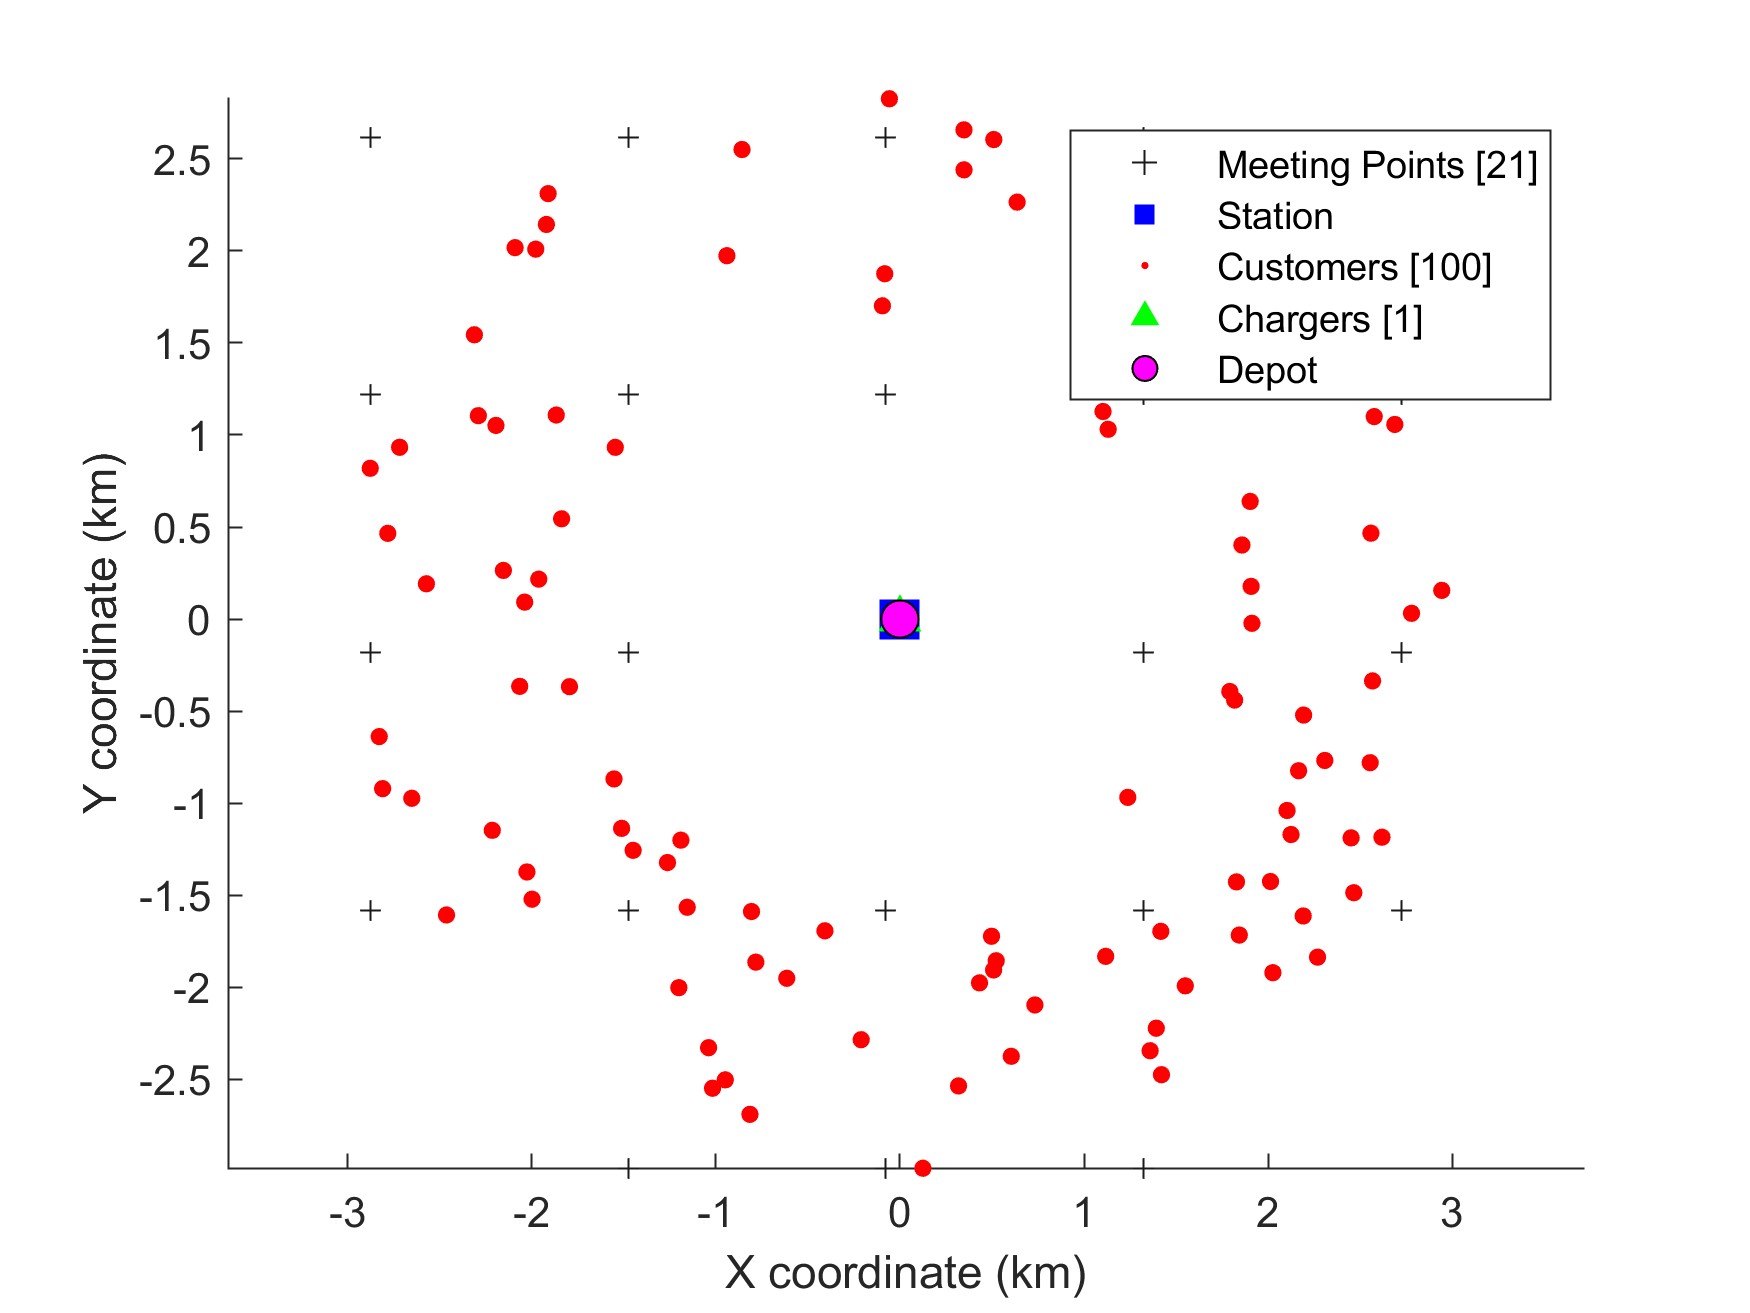 Meeting Points [21]
Station
Customers [100]
Chargers [1]
Depot
2.5
2
1.5
1
0.5
0
-0.5
-1
-1.5
-2
-2.5
Y coordinate (km)
-3 -2 -1 0 1 2 3
X coordinate (km)